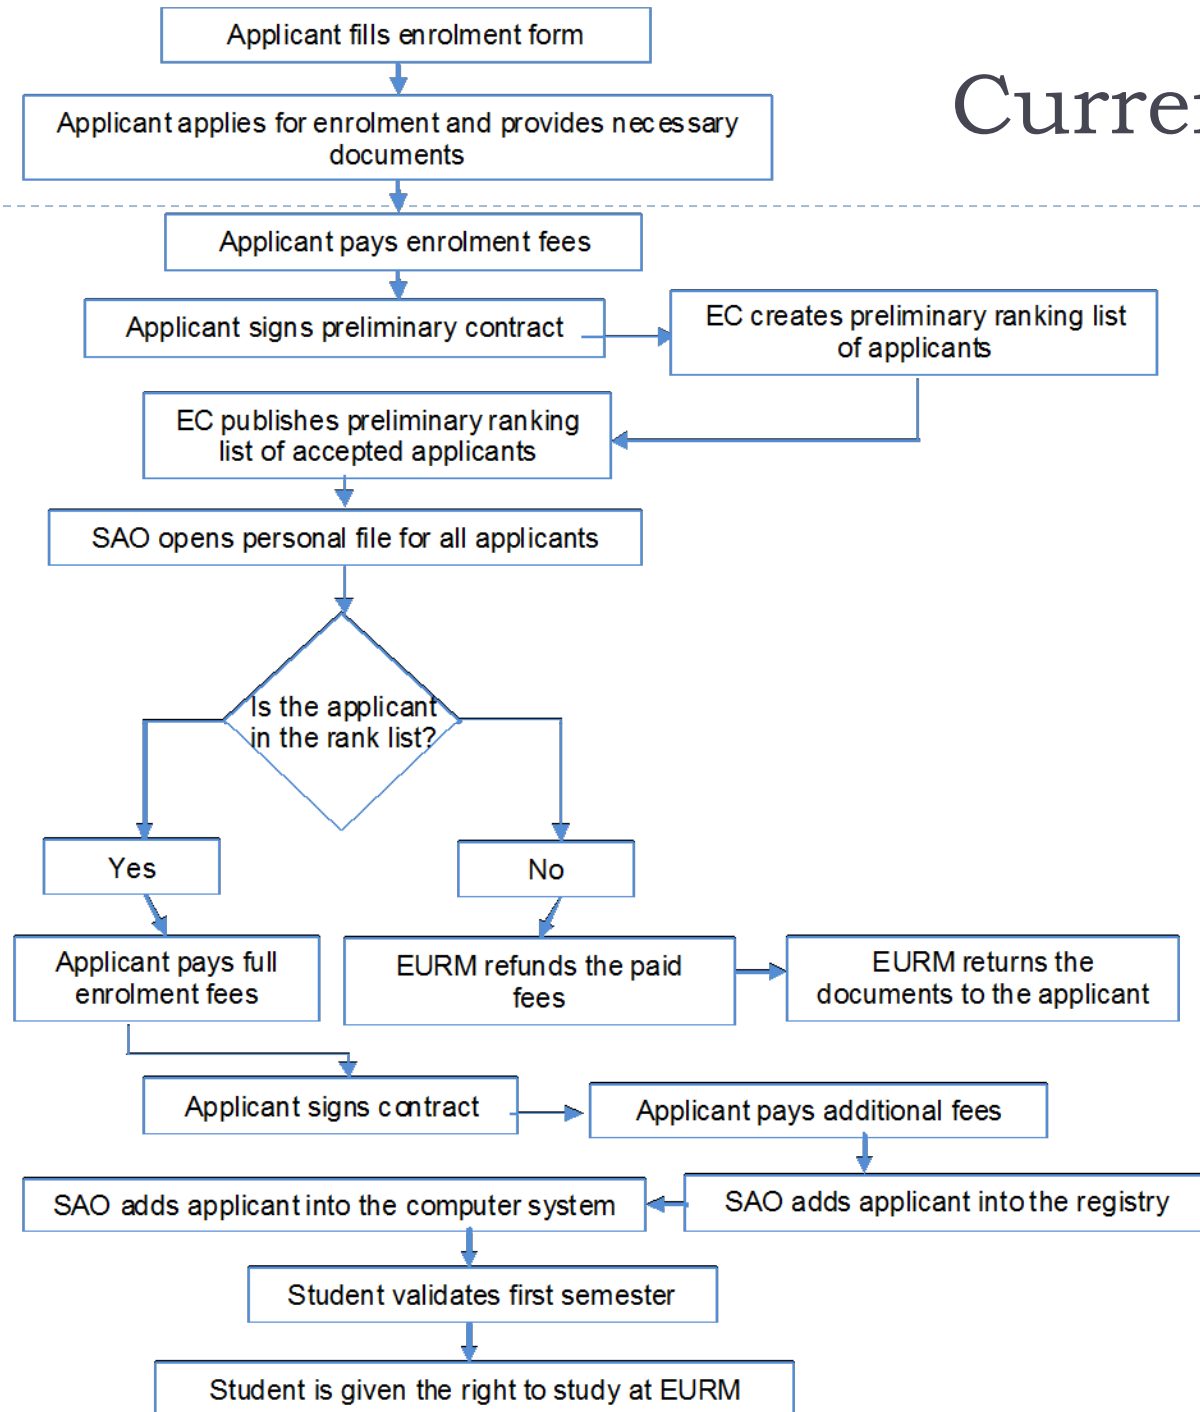 Applicant fills enrolment form
Curre
Applicant applies for enrolment and provides necessary
documents
Applicant pays enrolment fees
Applicant signs preliminary contract
EC creates preliminary ranking list
of applicants
EC publishes preliminary ranking
list of accepted applicants
SAO opens personal file for all applicants
Is the applicant
in the rank list?
Yes
No
Applicant pays full
enrolment fees
EURM refunds the paid
fees
EURM returns the
documents to the applicant
Applicant signs contract
Applicant pays additional fees
SAO adds applicant into the registry
SAO adds applicant into the computer system
Student validates first semester
Student is given the right to study at EURM